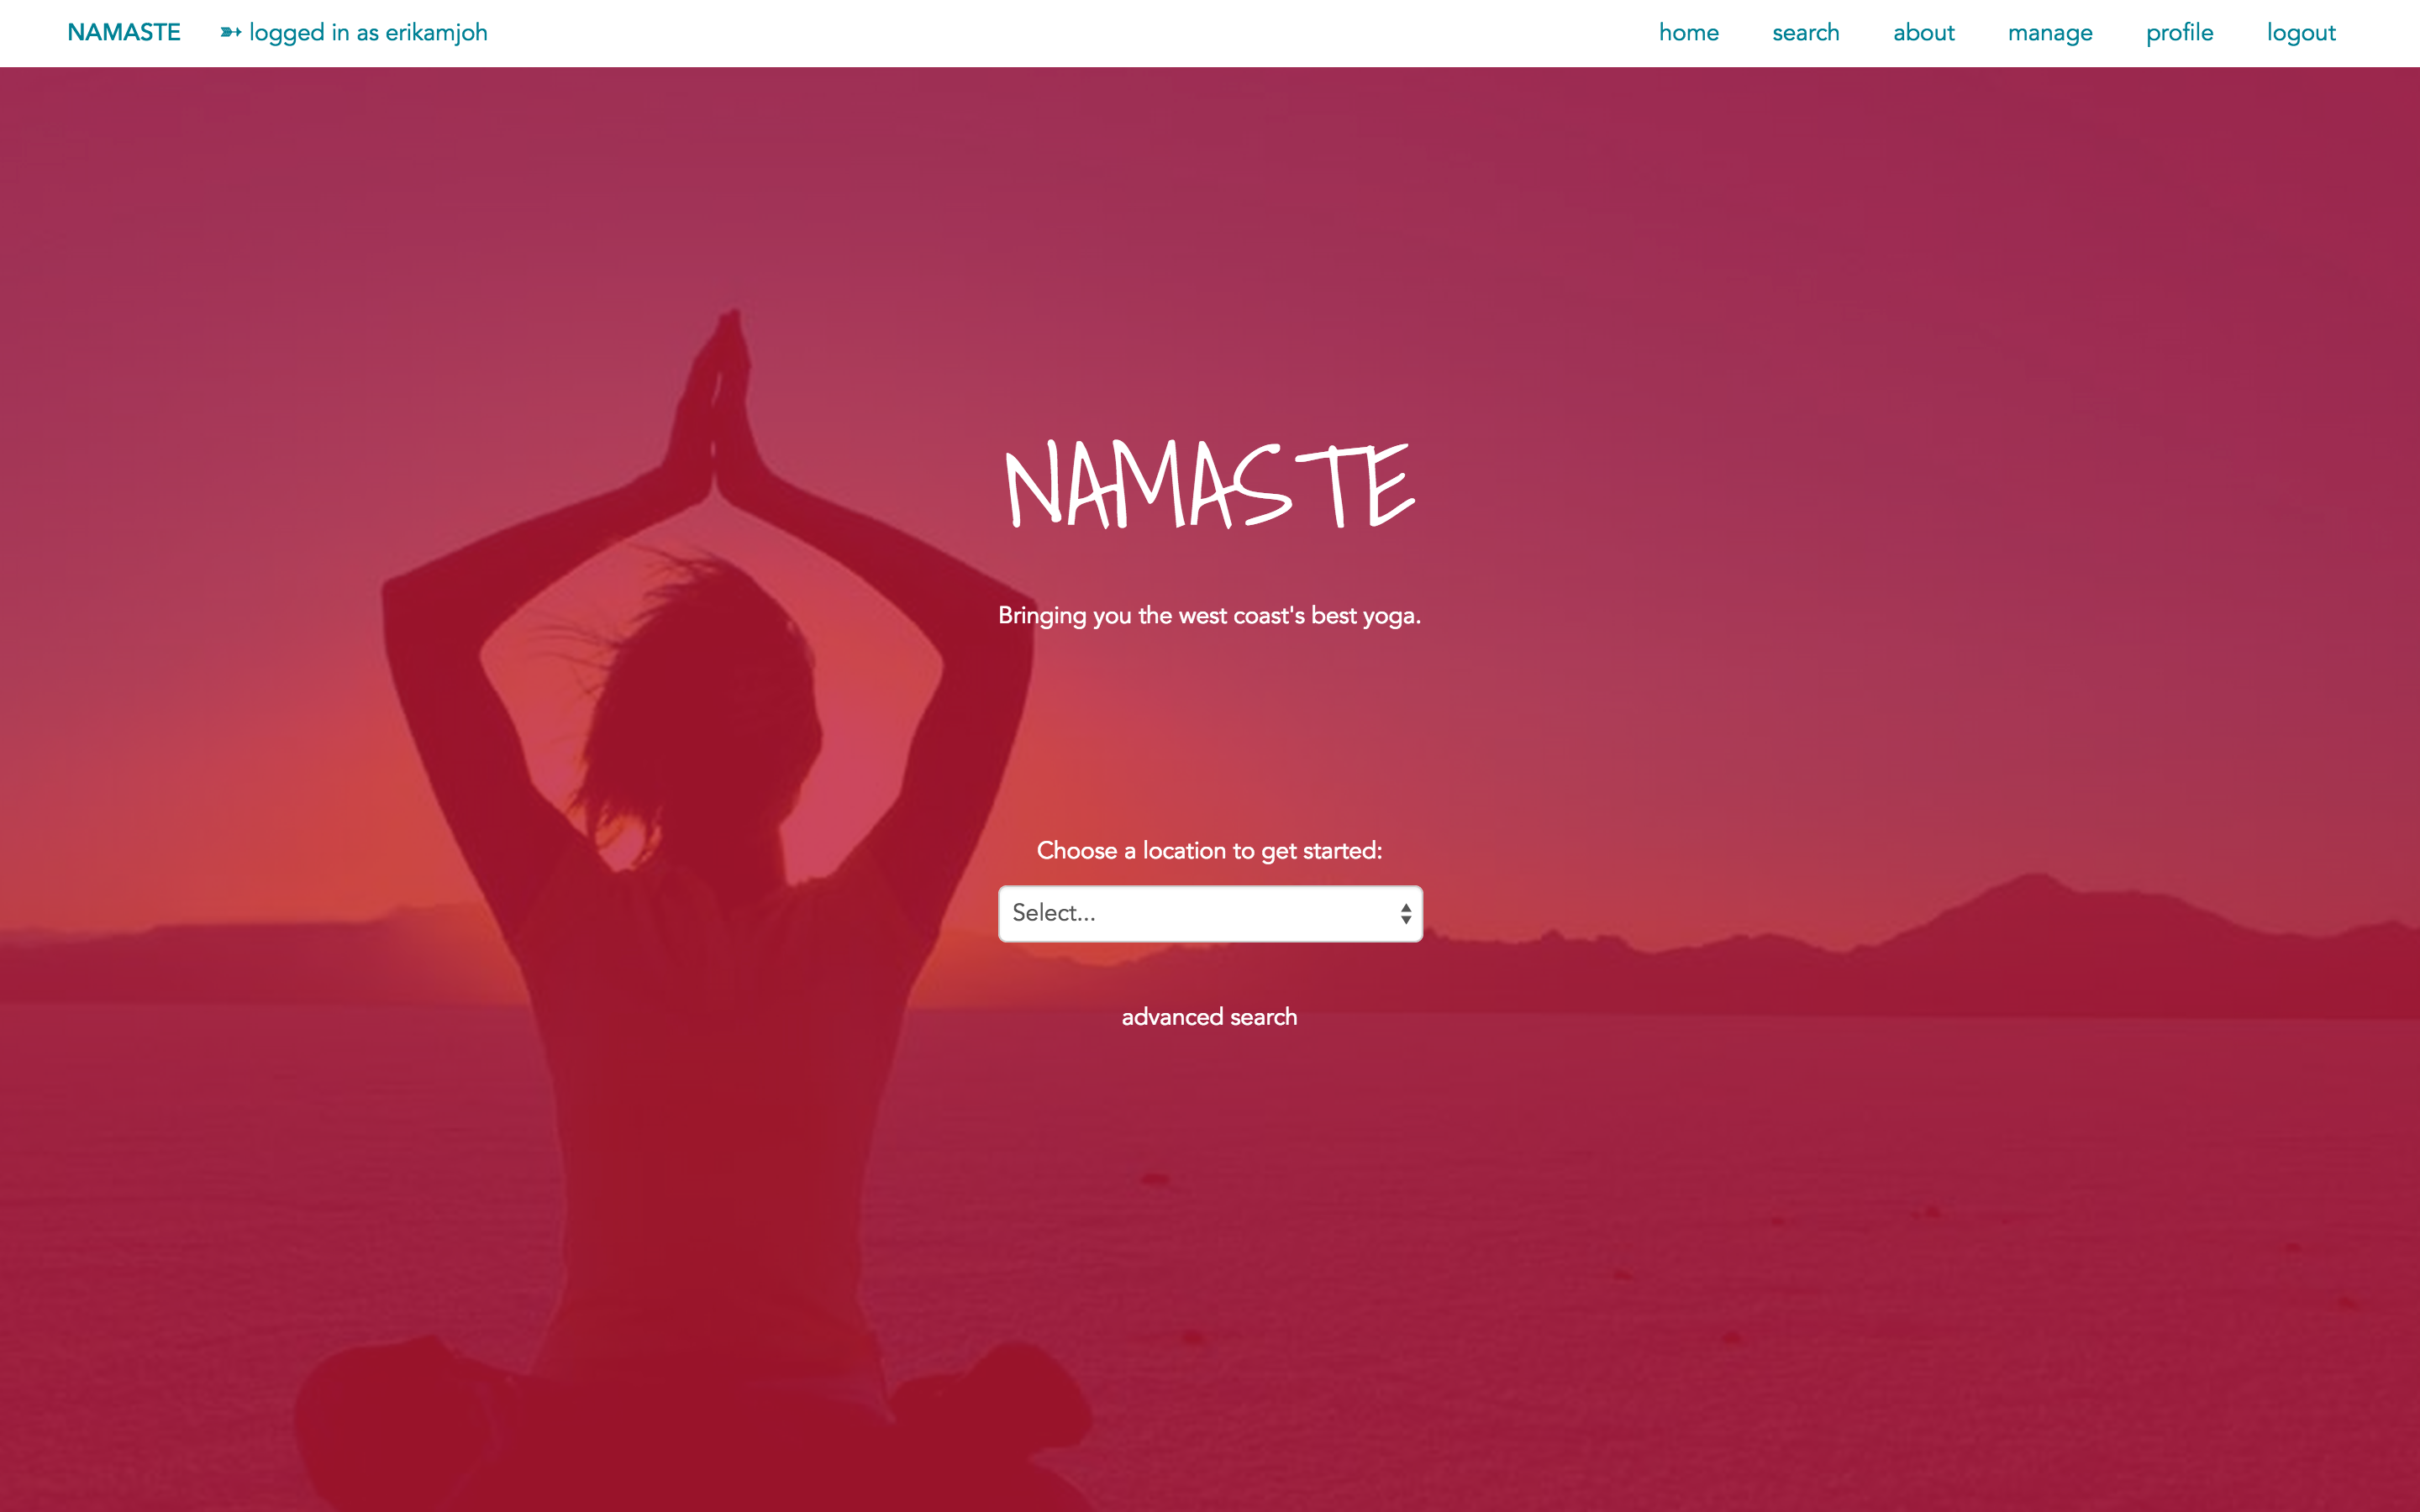 NAMASTE ➳ logged in as erikamjoh home search about manage profile logout
NAMASTE
Bringing you the west coast's best yoga.
Choose a location to get started:
Select...
advanced search